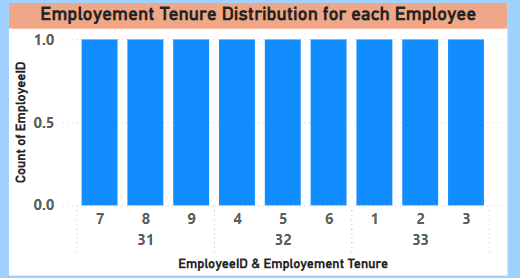 Employement Tenure Distribution for each Employee
Count of EmployeeID
1.0
0.5
0.0
7 8 9 4 5 6 1 2 3
31 32 33
EmployeeID & Employement Tenure